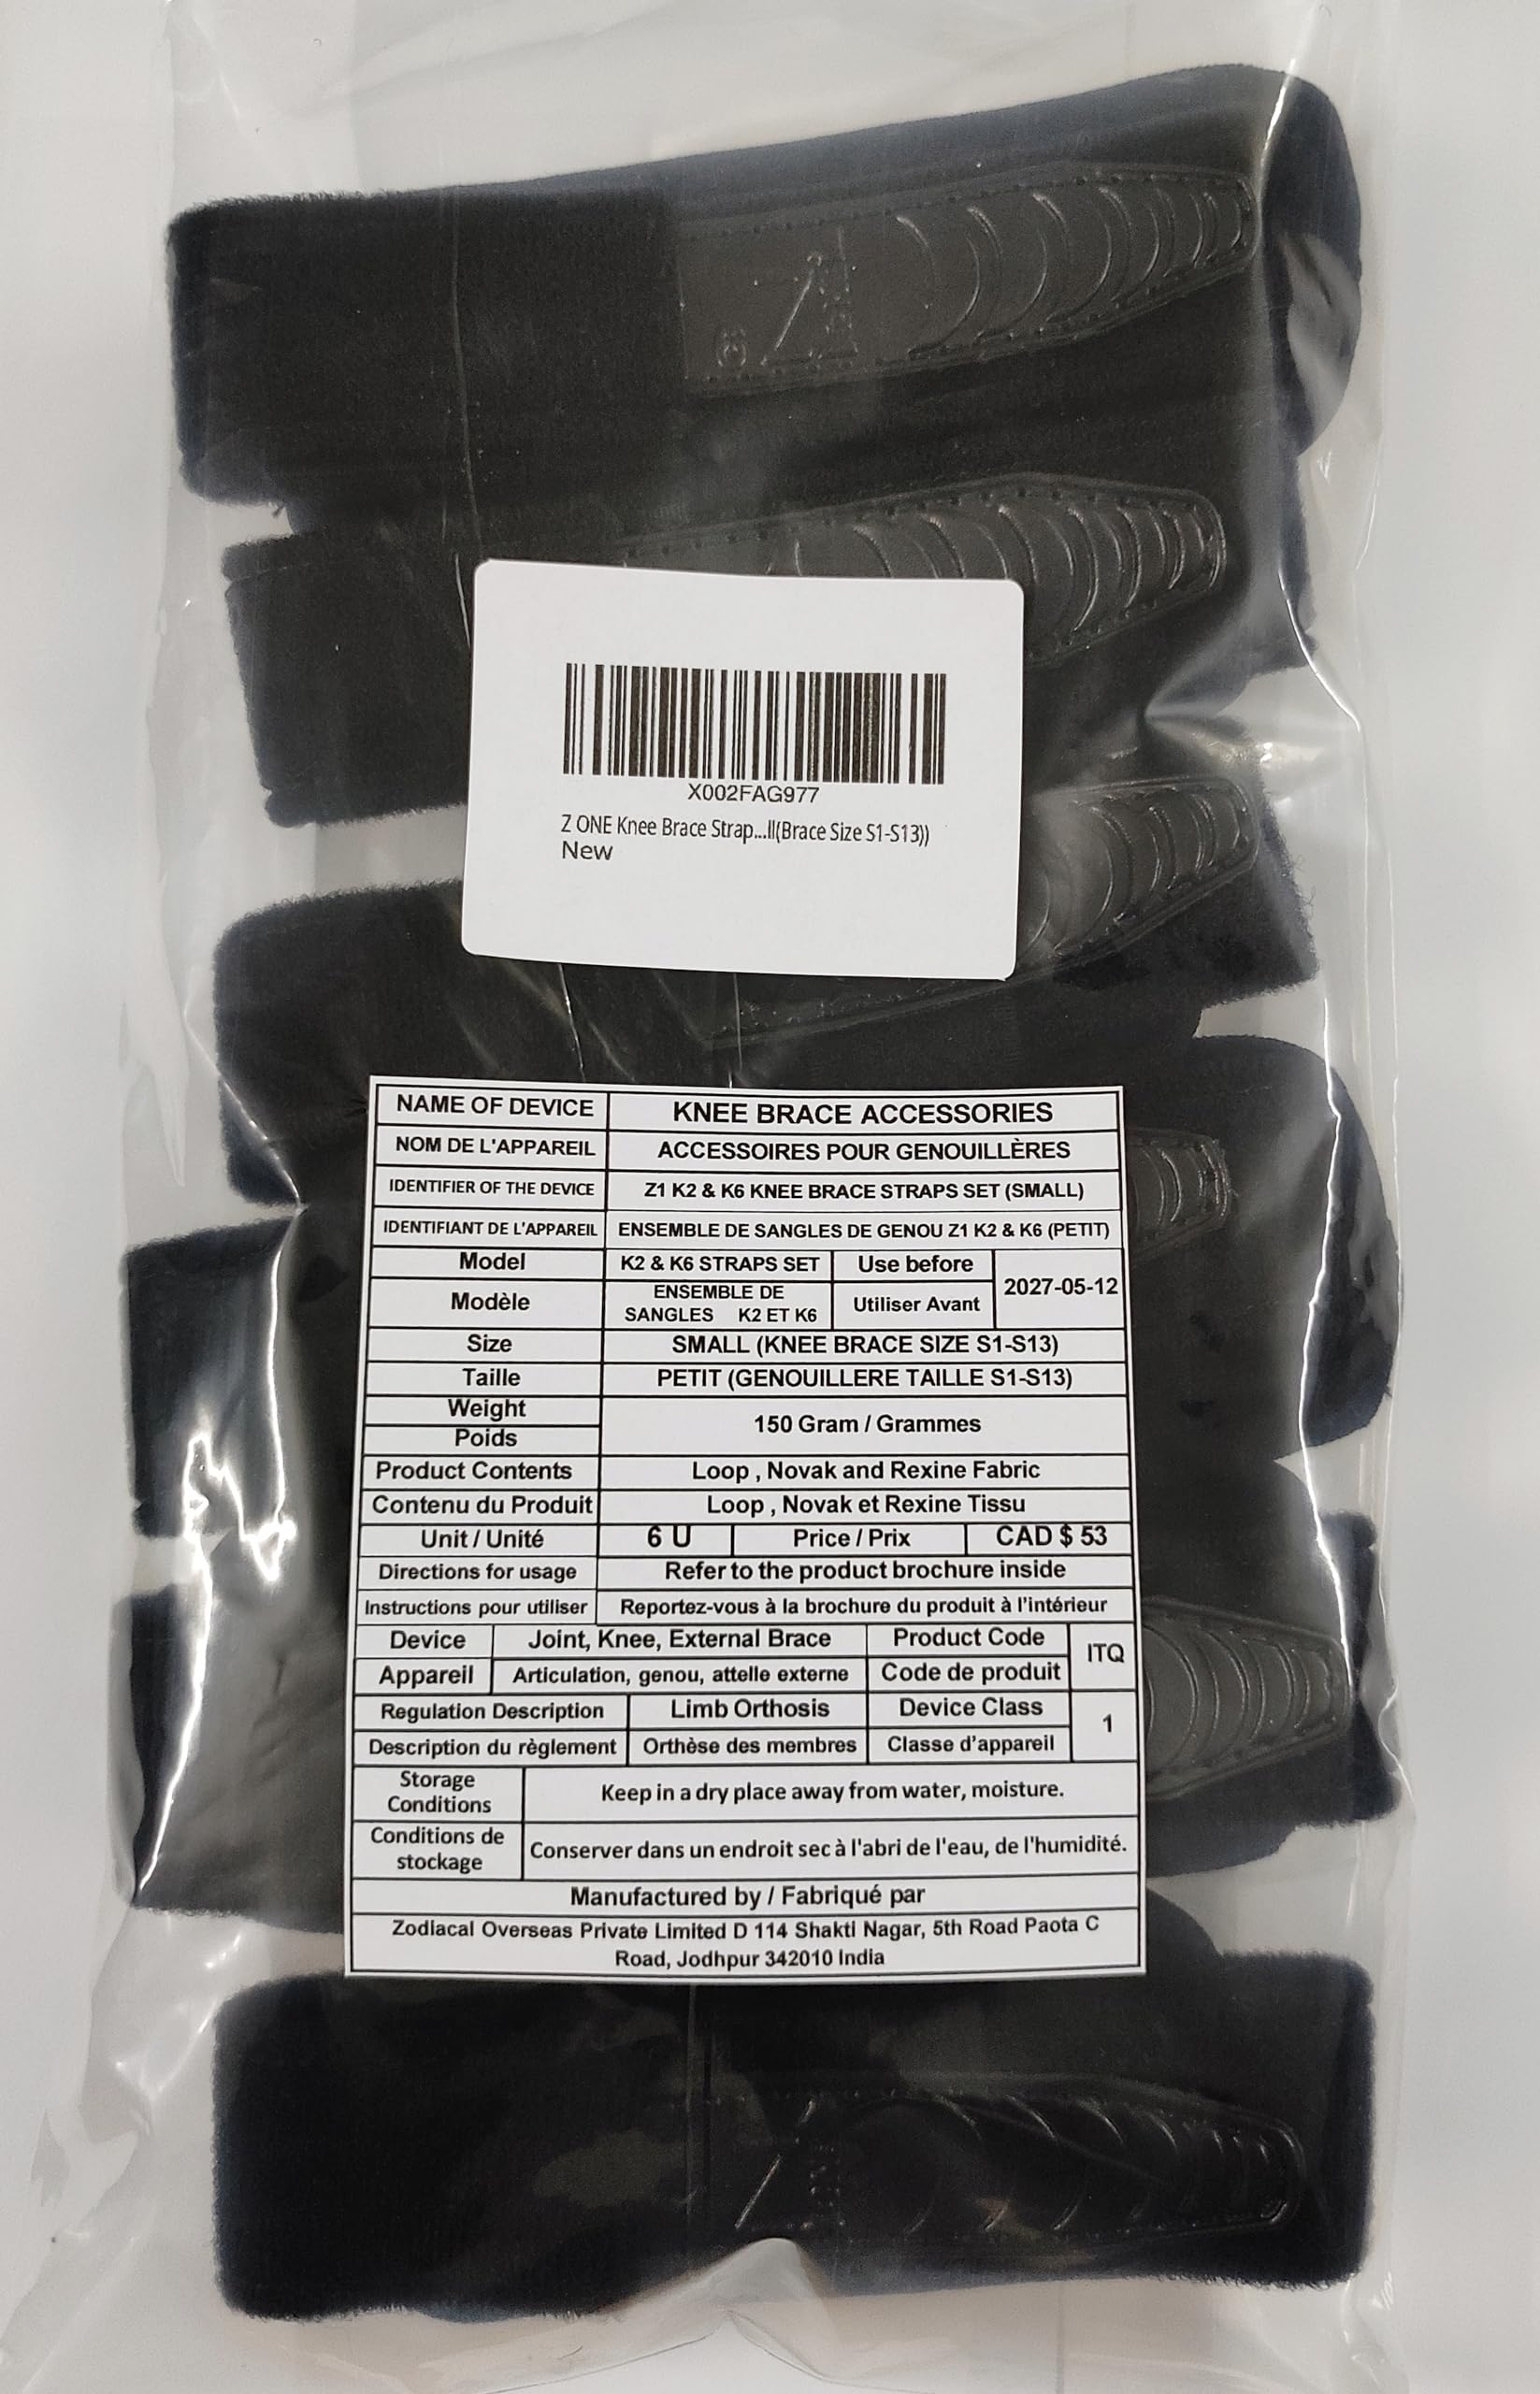 X002FAG977
Z ONE Knee Brace Strap...ll(Brace Size S1-S13))
New
NAME OF DEVICE KNEE BRACE ACCESSORIES
NOM DE L'APPAREIL ACCESSOIRES POUR GENOUILLÈRES
IDENTIFIER OF THE DEVICE Z1 K2 & K6 KNEE BRACE STRAPS SET (SMALL)
IDENTIFIANT DE L'APPAREIL ENSEMBLE DE SANGLES DE GENOU Z1 K2 & K6 (PETIT)
Model K2 & K6 STRAPS SET Use before 2027-05-12
Modèle ENSEMBLE DE
SANGLES K2 ET K6 Utiliser Avant
Size SMALL (KNEE BRACE SIZE S1-S13)
Taille PETIT (GENOUILLERE TAILLE S1-S13)
Weight
Poids 150 Gram / Grammes
Product Contents Loop , Novak and Rexine Fabric
Contenu du Produit Loop , Novak et Rexine Tissu
Unit / Unité 6 U Price / Prix CAD $ 53
Directions for usage Refer to the product brochure inside
Instructions pour utiliser Reportez-vous à la brochure du produit à l'intérieur
Device Joint, Knee, External Brace Product Code ITQ
Appareil Articulation, genou, attelle externe Code de produit
Regulation Description Limb Orthosis Device Class 1
Description du règlement Orthèse des membres Classe d'appareil
Storage
Conditions Keep in a dry place away from water, moisture.
Conditions de
stockage Conserver dans un endroit sec à l'abri de l'eau, de l'humidité.
Manufactured by / Fabriqué par
Zodiacal Overseas Private Limited D 114 Shakti Nagar, 5th Road Paota C
Road, Jodhpur 342010 India